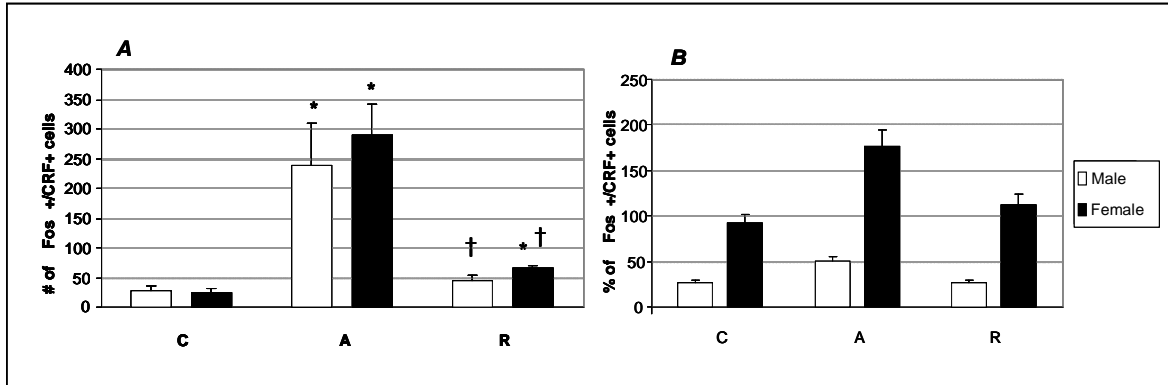 A
# of Fos +/CRF+ cells
400
350
300
250
200
150
100
50
0
*
*
†
*†
C A R
B
% of Fos +/CRF+ cells
250
200
150
100
50
0
C A R
Male
Female